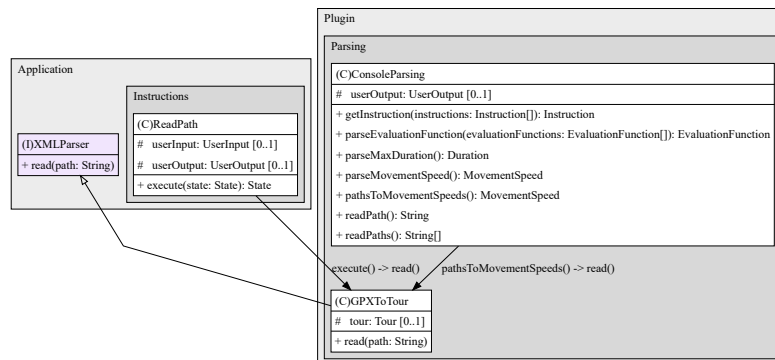 Plugin
Parsing
(C)ConsoleParsing
# userOutput: UserOutput [0..1]
+ getInstruction(instructions: Instruction[]): Instruction
+ parseEvaluationFunction(evaluationFunctions: EvaluationFunction[]): EvaluationFunction
+ parseMaxDuration(): Duration
+ parseMovementSpeed(): MovementSpeed
+ pathsToMovementSpeeds(): MovementSpeed
+ readPath(): String
+ readPaths(): String[]
Application
Instructions
(C)ReadPath
# userInput: UserInput [0..1]
# userOutput: UserOutput [0..1]
+ execute(state: State): State
(I)XMLParser
+ read(path: String)
execute() -> read()
pathsToMovementSpeeds() -> read()
(C)GPXToTour
# tour: Tour [0..1]
+ read(path: String)